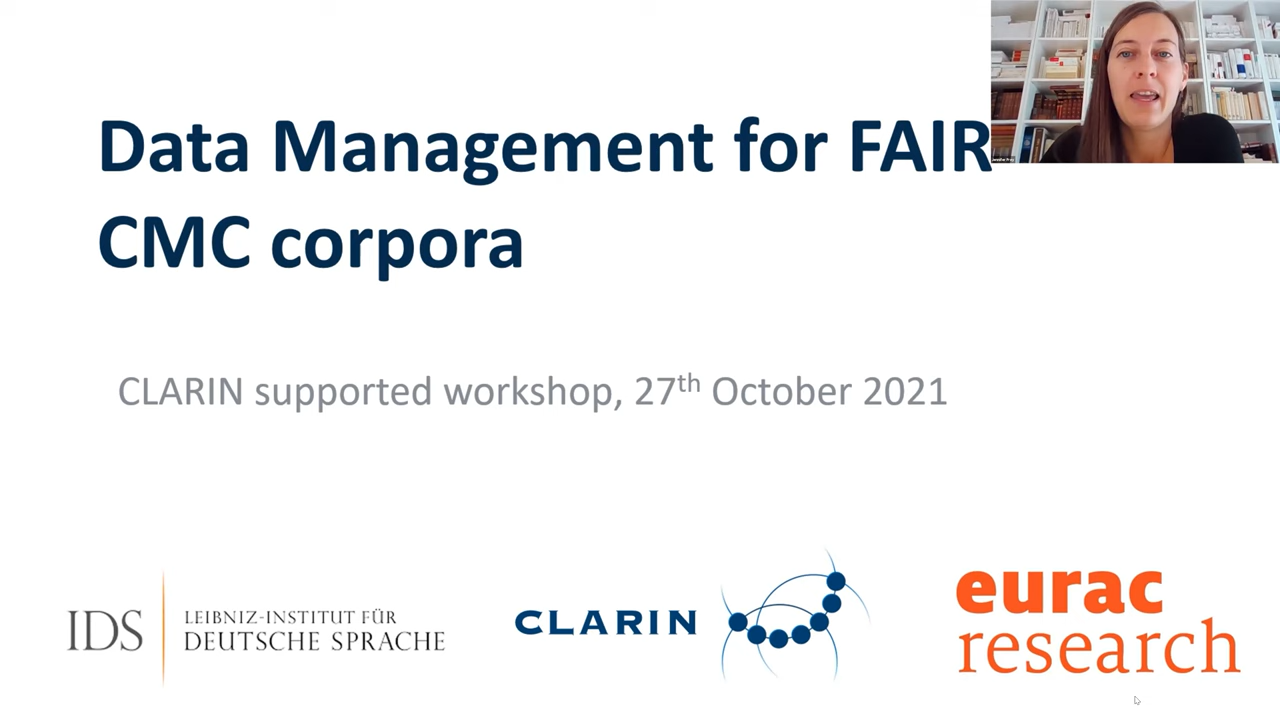 Data Management for FAIR
CMC corpora
CLARIN supported workshop, 27th October 2021
IDS
LEIBNIZ-INSTITUT FÜR
DEUTSCHE SPRACHE
CLARIN
eurac
research